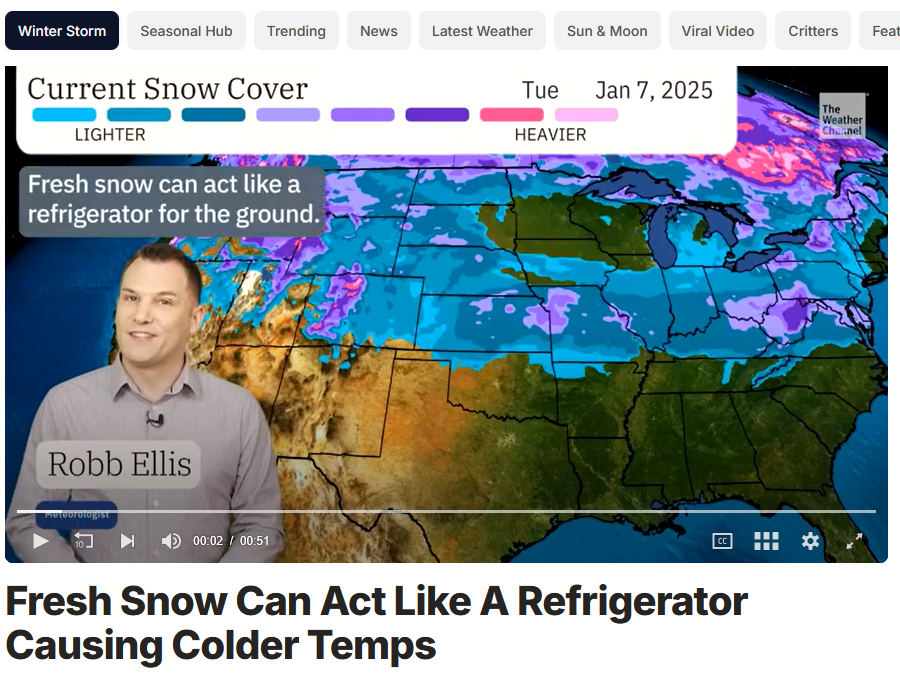 Winter Storm
Seasonal Hub
Trending
News
Latest Weather
Sun & Moon
Viral Video
Critters
Feat
Current Snow Cover
Tue
Jan 7, 2025
LIGHTER
HEAVIER
The
Weather
Channel
Fresh snow can act like a
refrigerator for the ground.
Robb Ellis
Meteorologist
10
00:02 / 00:51
CC
Fresh Snow Can Act Like A Refrigerator
Causing Colder Temps